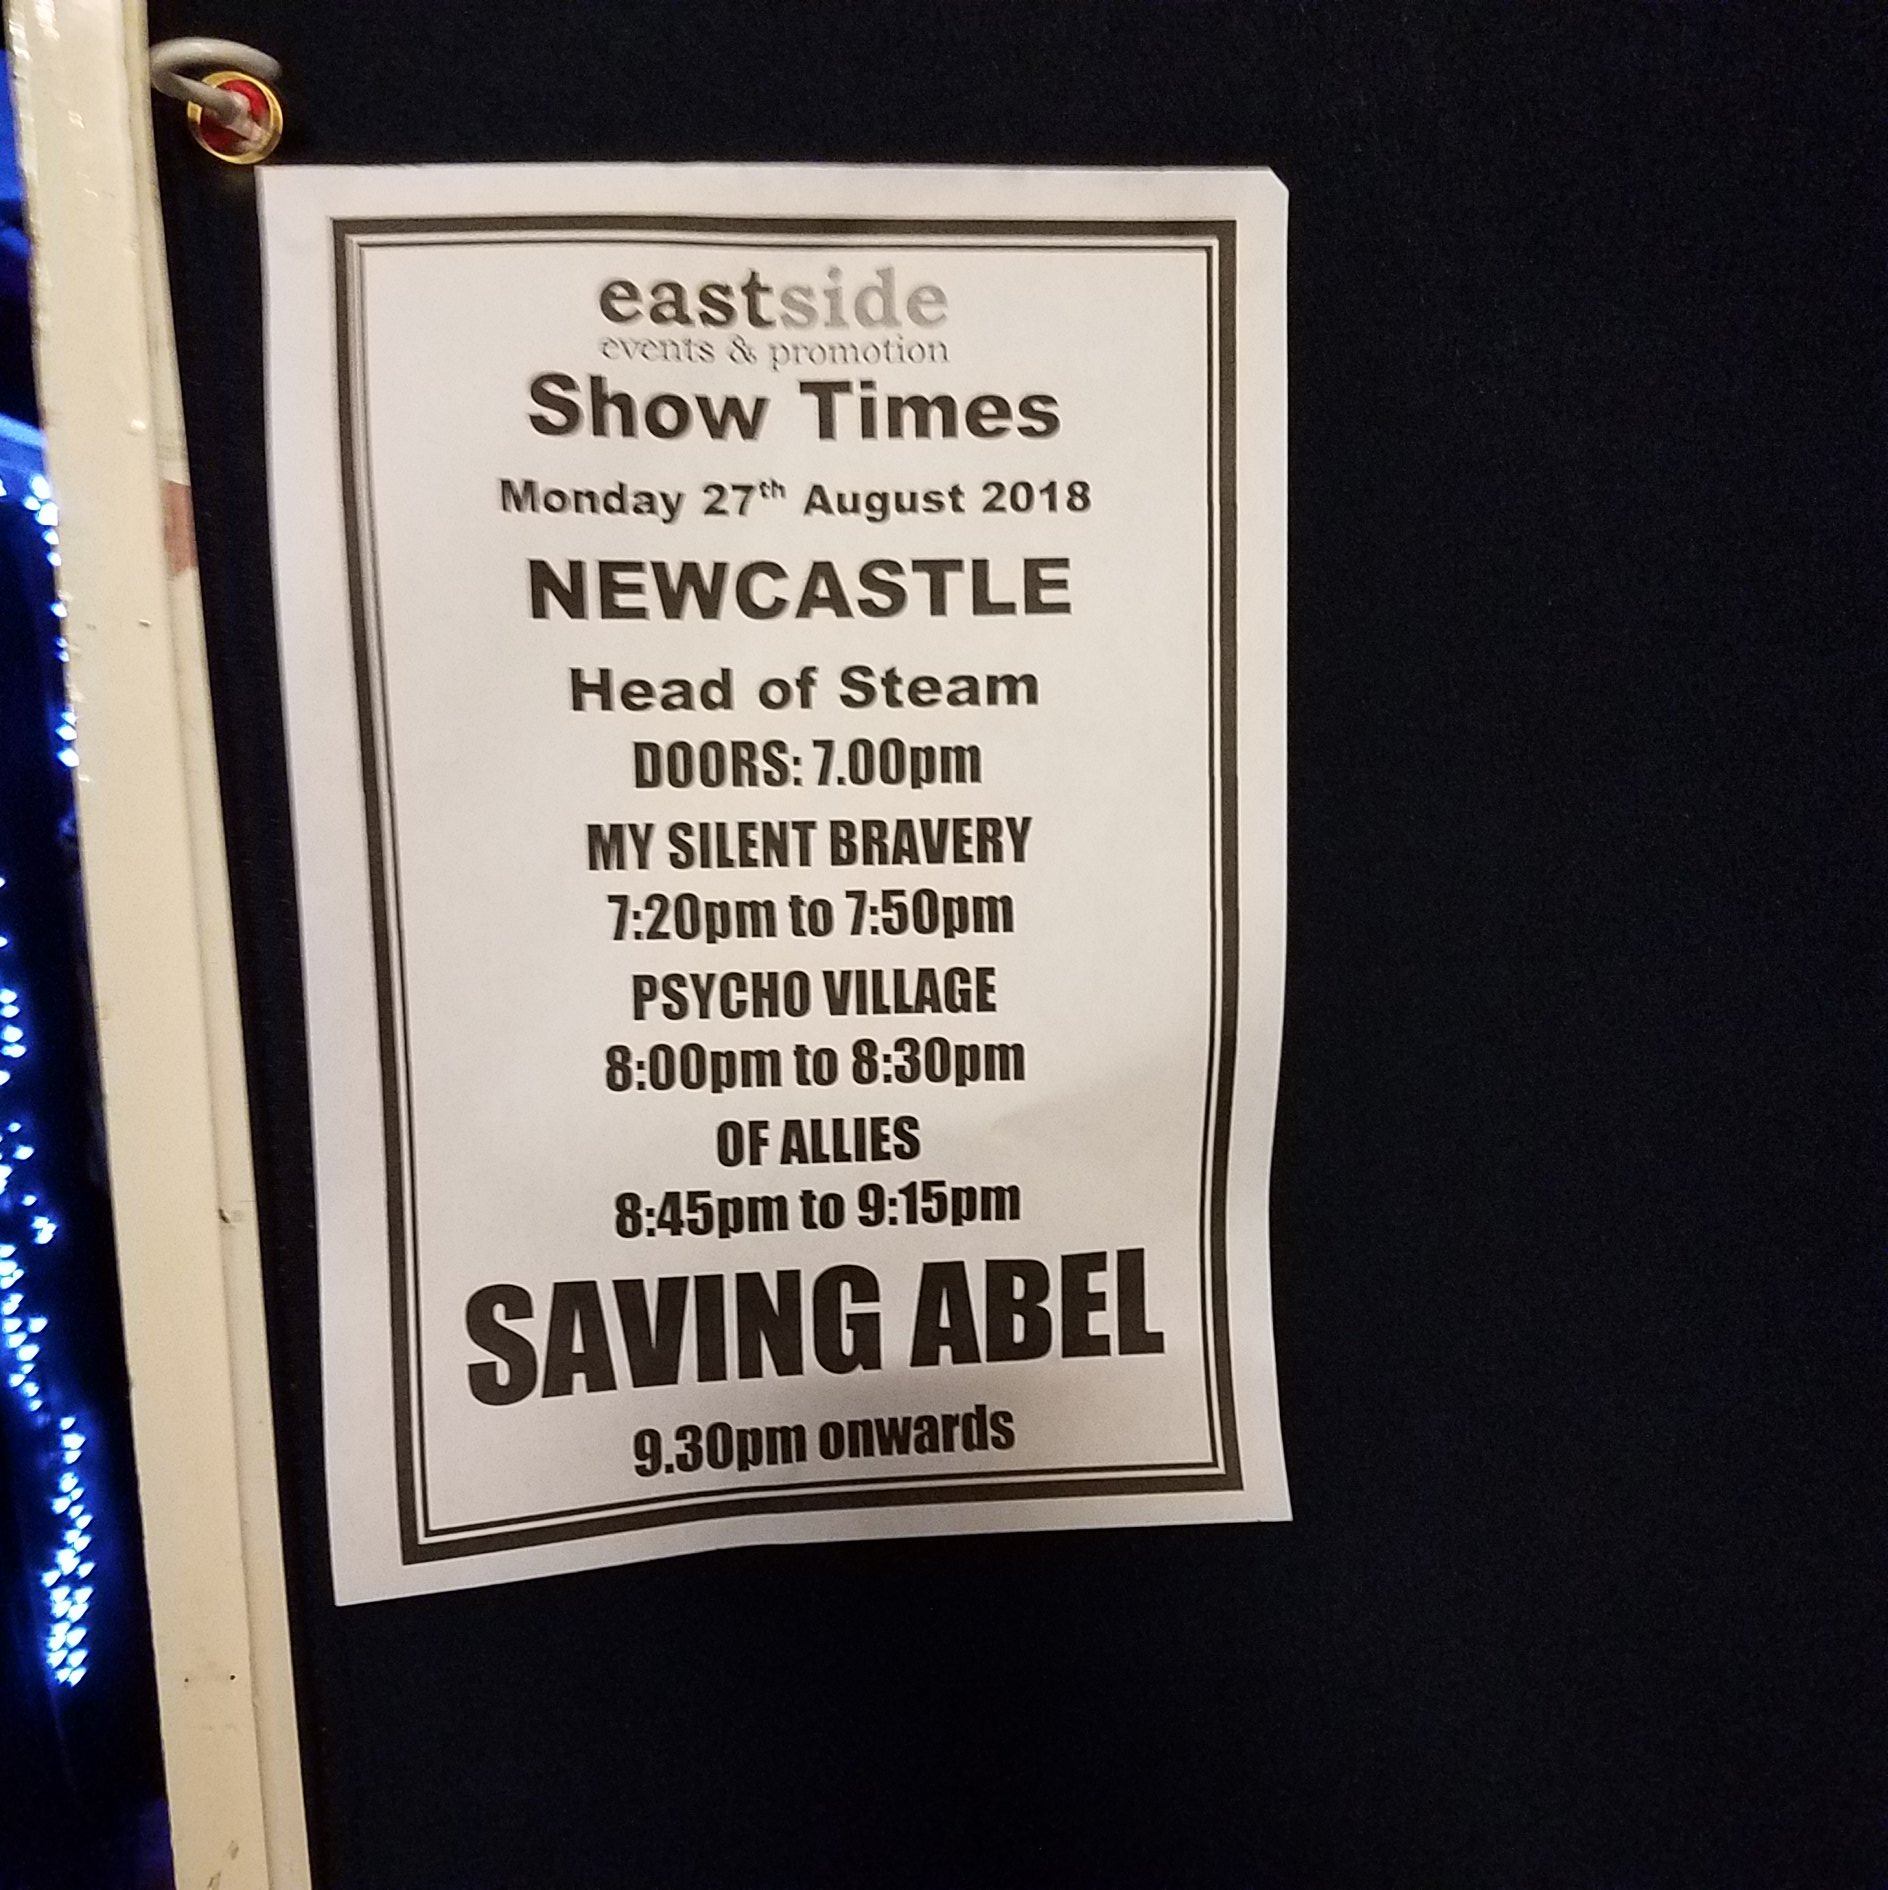 eastside
events & promotion
Show Times
Monday 27th August 2018
NEWCASTLE
Head of Steam
DOORS: 7.00pm
MY SILENT BRAVERY
7:20pm to 7:50pm
PSYCHO VILLAGE
8:00pm to 8:30pm
OF ALLIES
8:45pm to 9:15pm
SAVING ABEL
9.30pm onwards